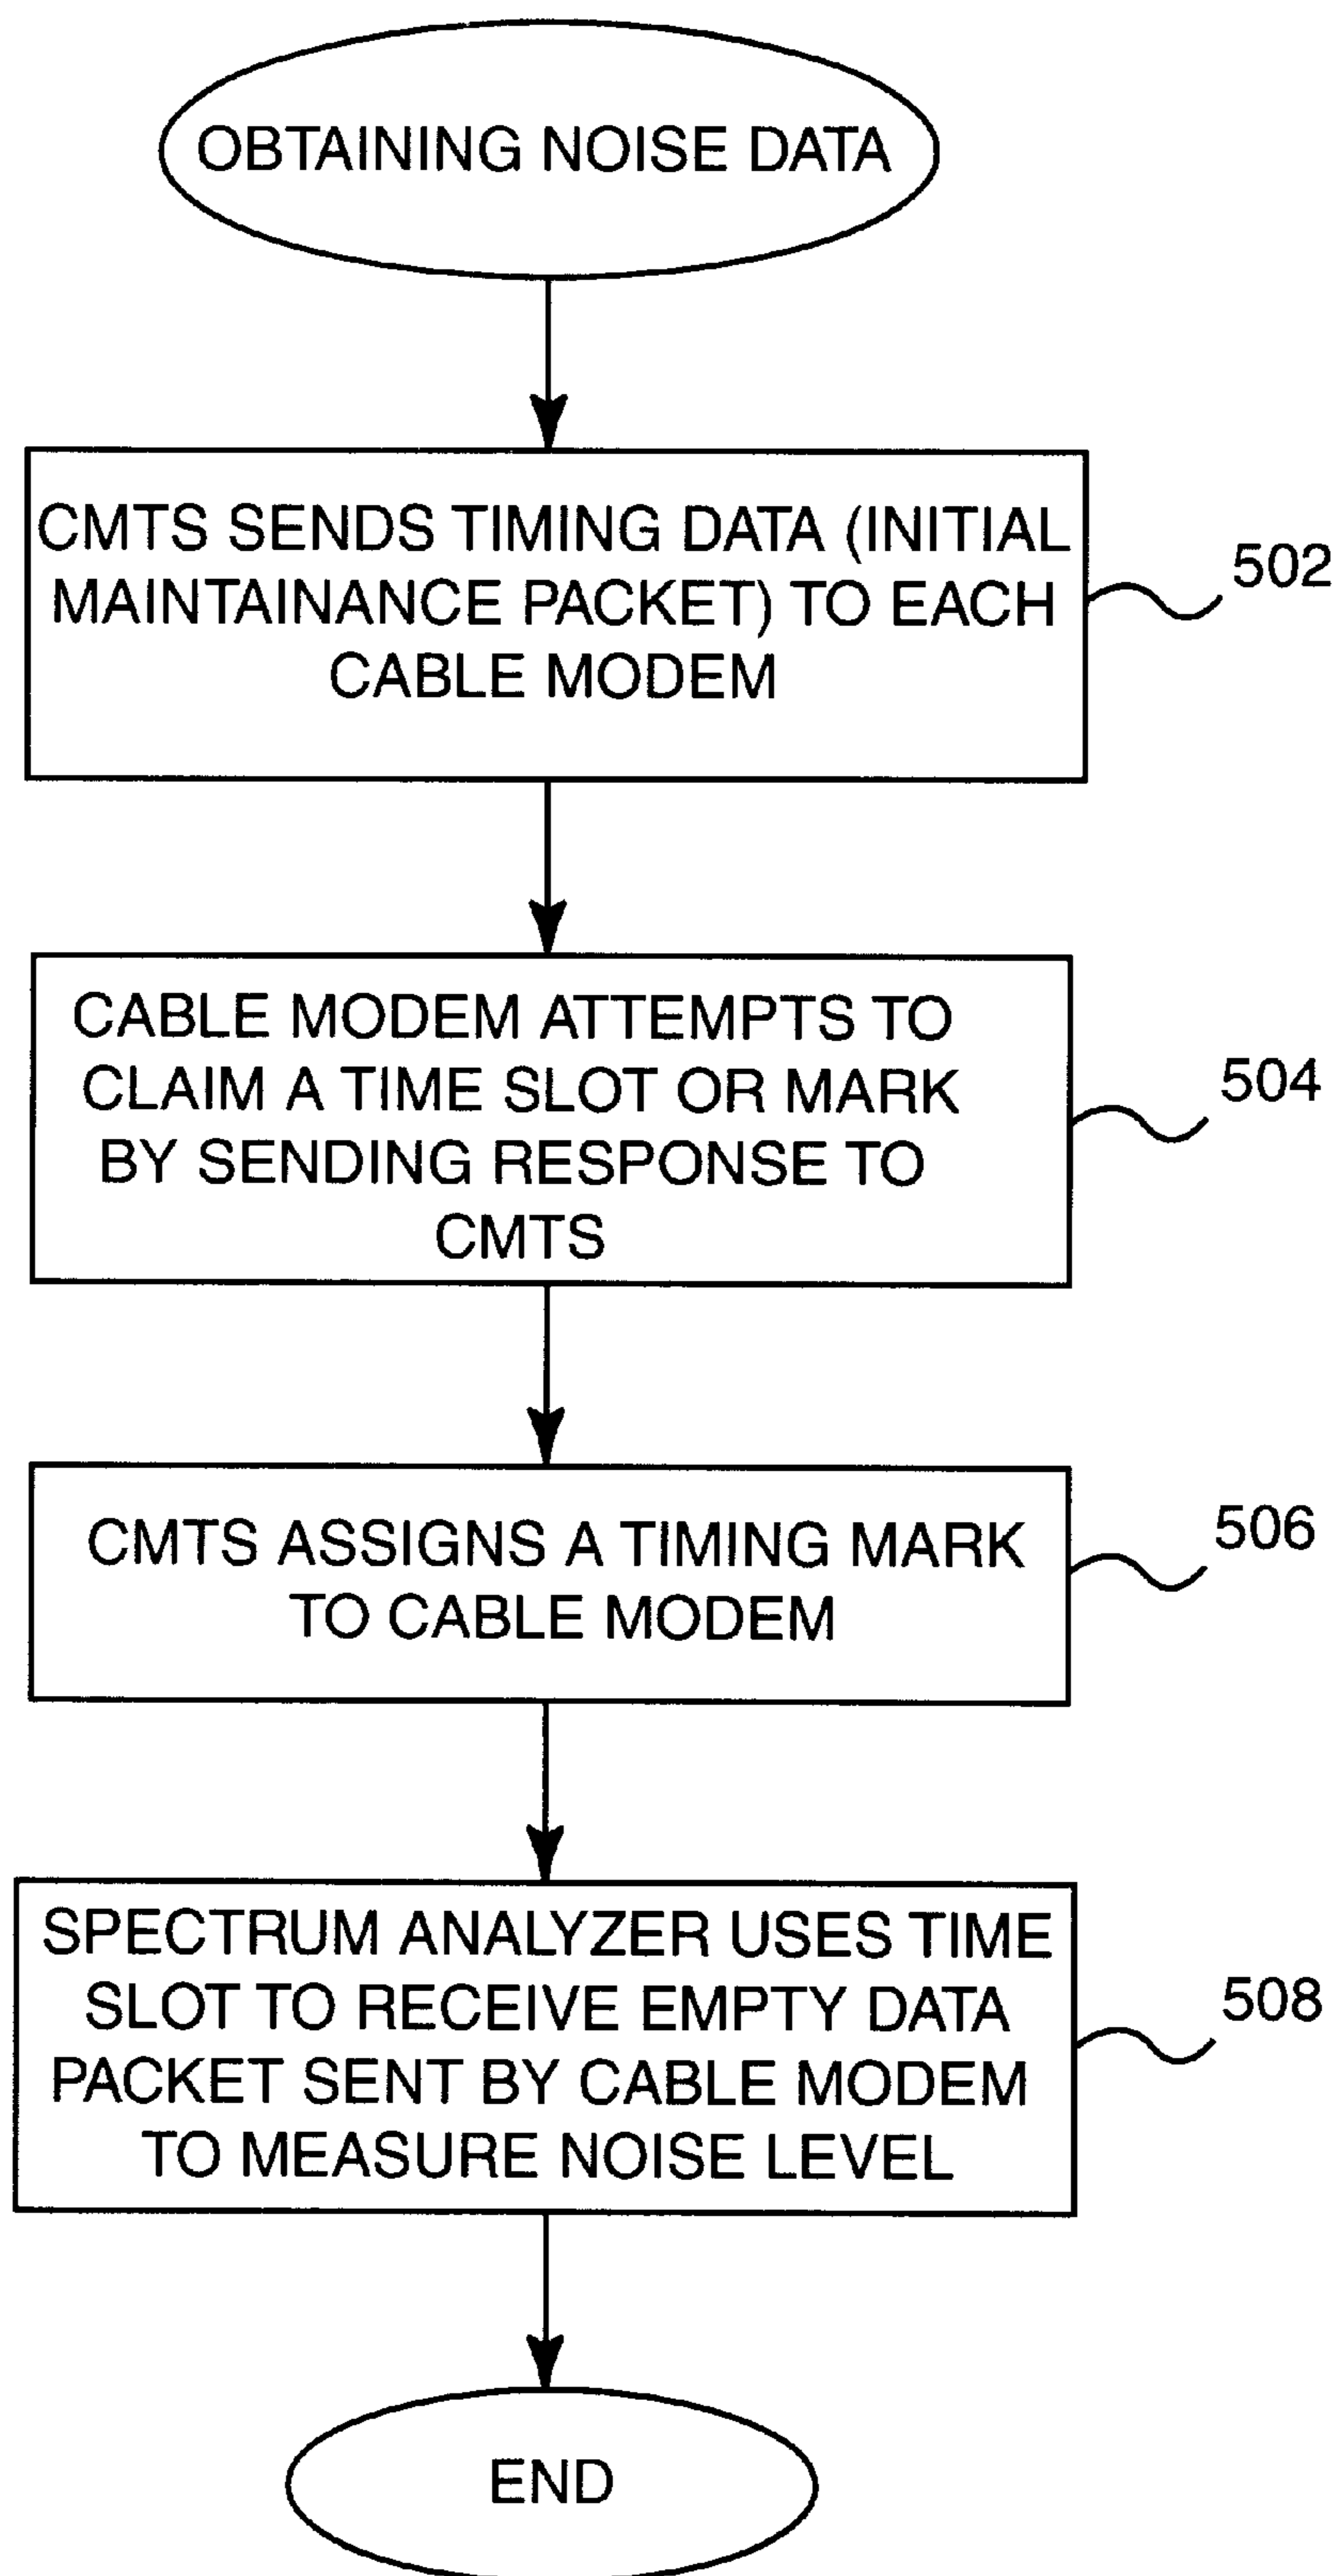 OBTAINING NOISE DATA
CMTS SENDS TIMING DATA (INITIAL
MAINTAINANCE PACKET) TO EACH
CABLE MODEM
502
CABLE MODEM ATTEMPTS TO
CLAIM A TIME SLOT OR MARK
BY SENDING RESPONSE TO
CMTS
504
CMTS ASSIGNS A TIMING MARK
TO CABLE MODEM
506
SPECTRUM ANALYZER USES TIME
SLOT TO RECEIVE EMPTY DATA
PACKET SENT BY CABLE MODEM
TO MEASURE NOISE LEVEL
508
END